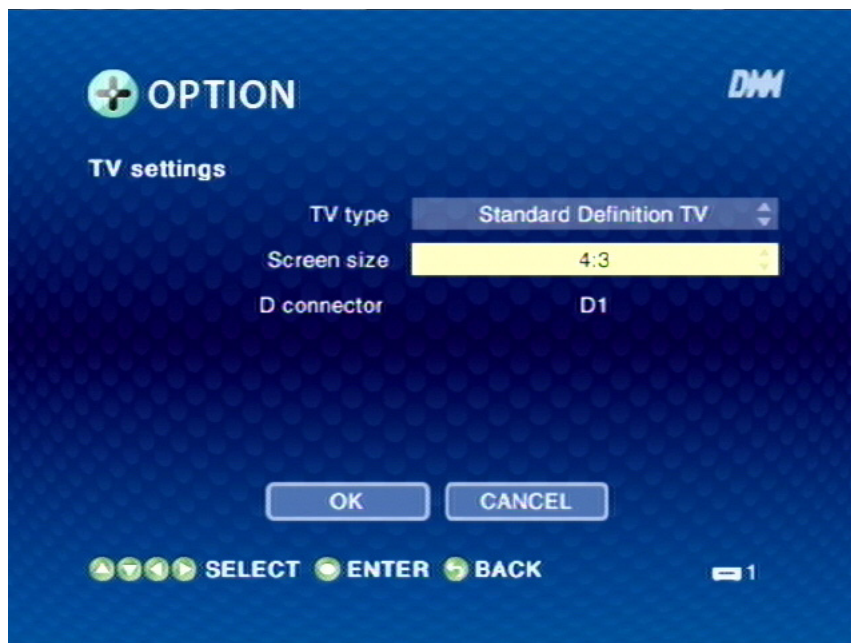 OPTION
DMM
TV settings
TV type Standard Definition TV
Screen size 4:3
D connector D1
OK CANCEL
SELECT ENTER BACK 1